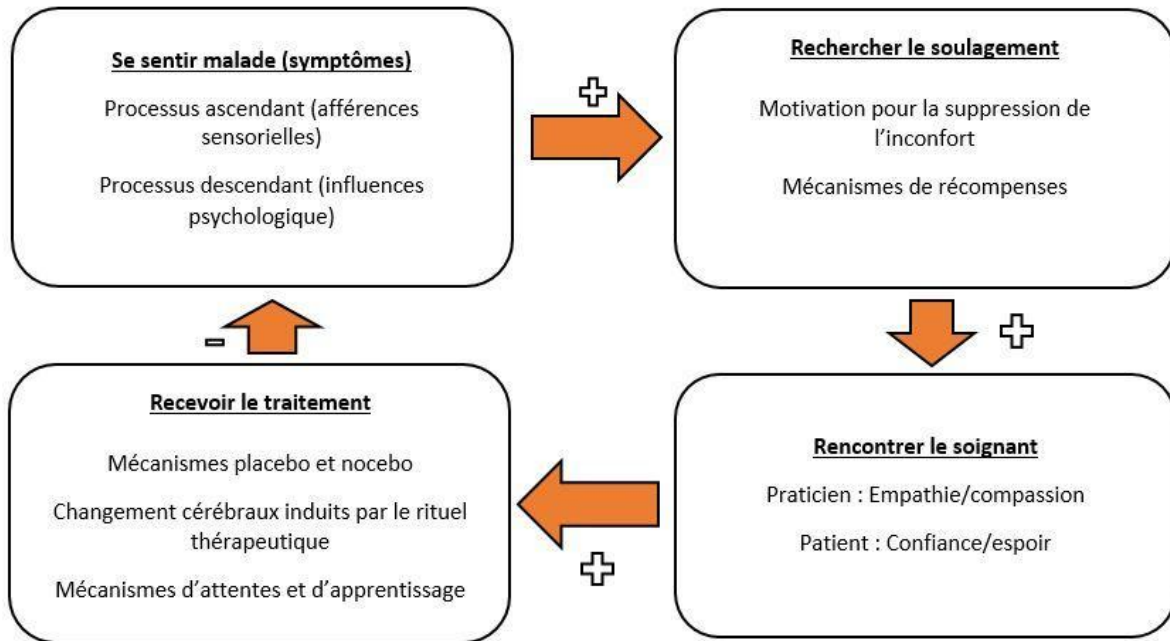 Se sentir malade (symptômes)
Processus ascendant (afférences
sensorielles)
Processus descendant (influences
psychologique)
+
Rechercher le soulagement
Motivation pour la suppression de
l’inconfort
Mécanismes de récompenses
+
Rencontrer le soignant
Praticien : Empathie/compassion
Patient : Confiance/espoir
+
Recevoir le traitement
Mécanismes placebo et nocebo
Changement cérébraux induits par le rituel
thérapeutique
Mécanismes d’attentes et d’apprentissage
-